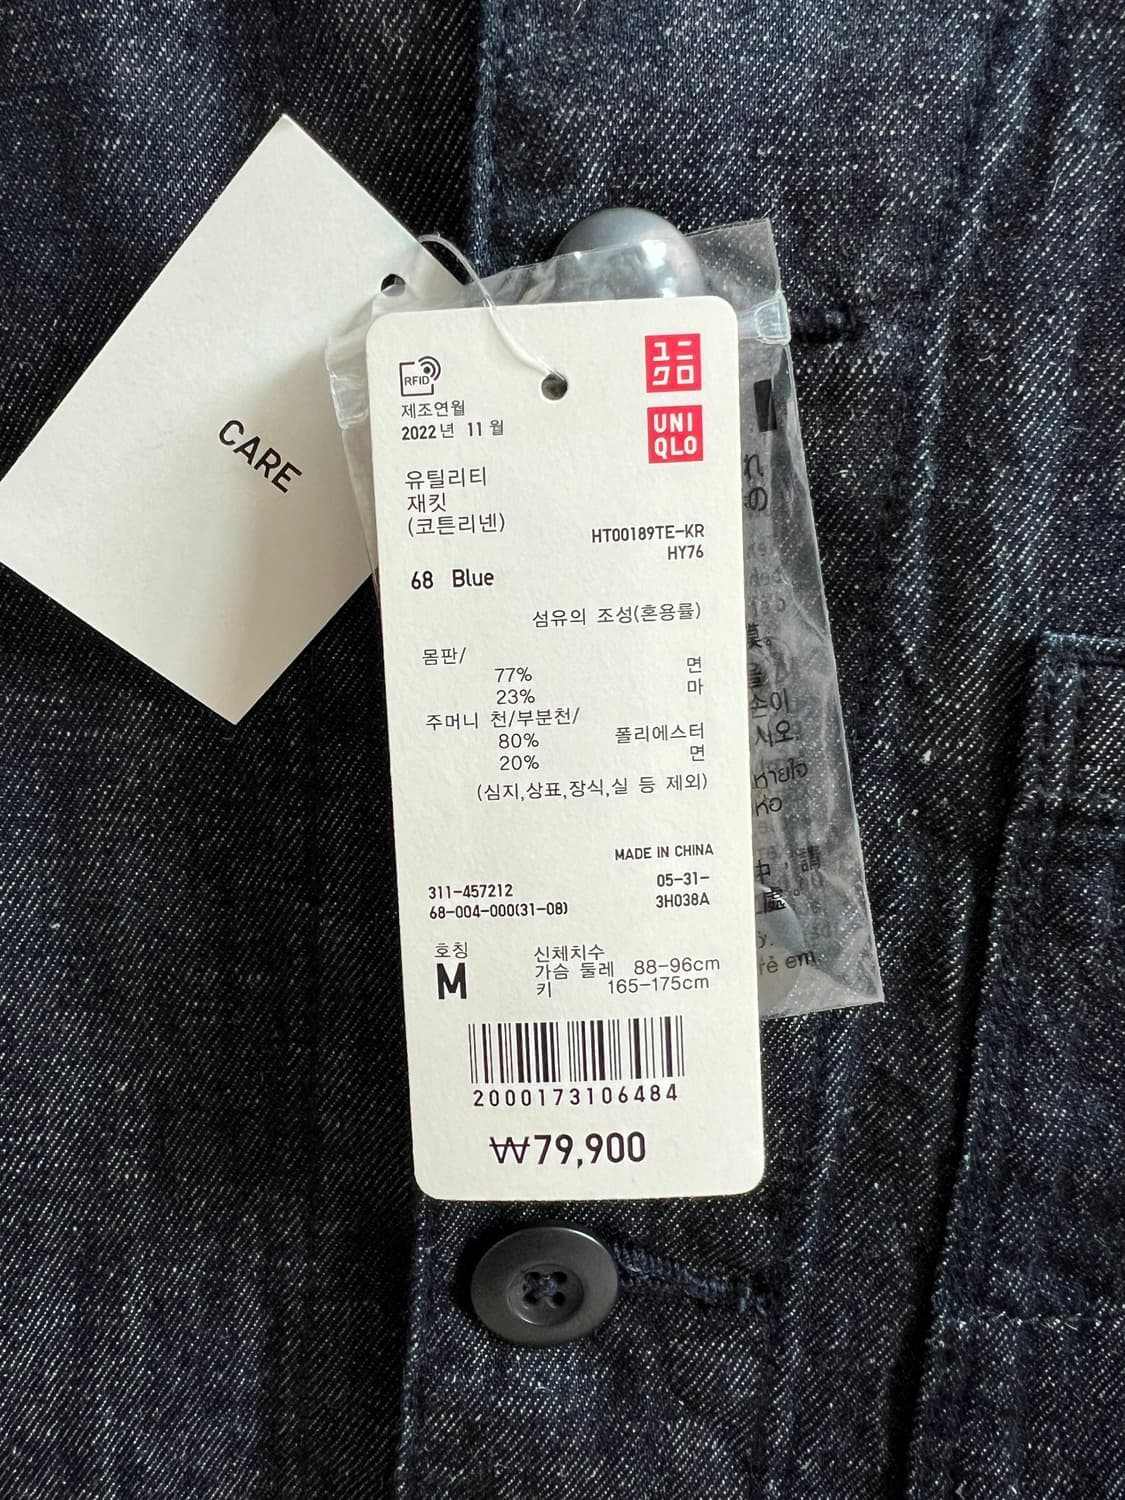 CARE
RFID
ユニ
クロ
UNI
QLO
제조연월
2022년 11월
유틸리티
재킷
(코튼리넨)
HT00189TE-KR
HY76
68 Blue
섬유의 조성(혼용률)
몸판/
77% 면
23% 마
주머니 천/부분천/
80% 폴리에스터
20% 면
(심지,상표,장식,실 등 제외)
MADE IN CHINA
311-457212
68-004-000(31-08)
05-31-
3H038A
호칭
M
신체치수
가슴 둘레 88-96cm
키 165-175cm
2000173106484
₩79,900